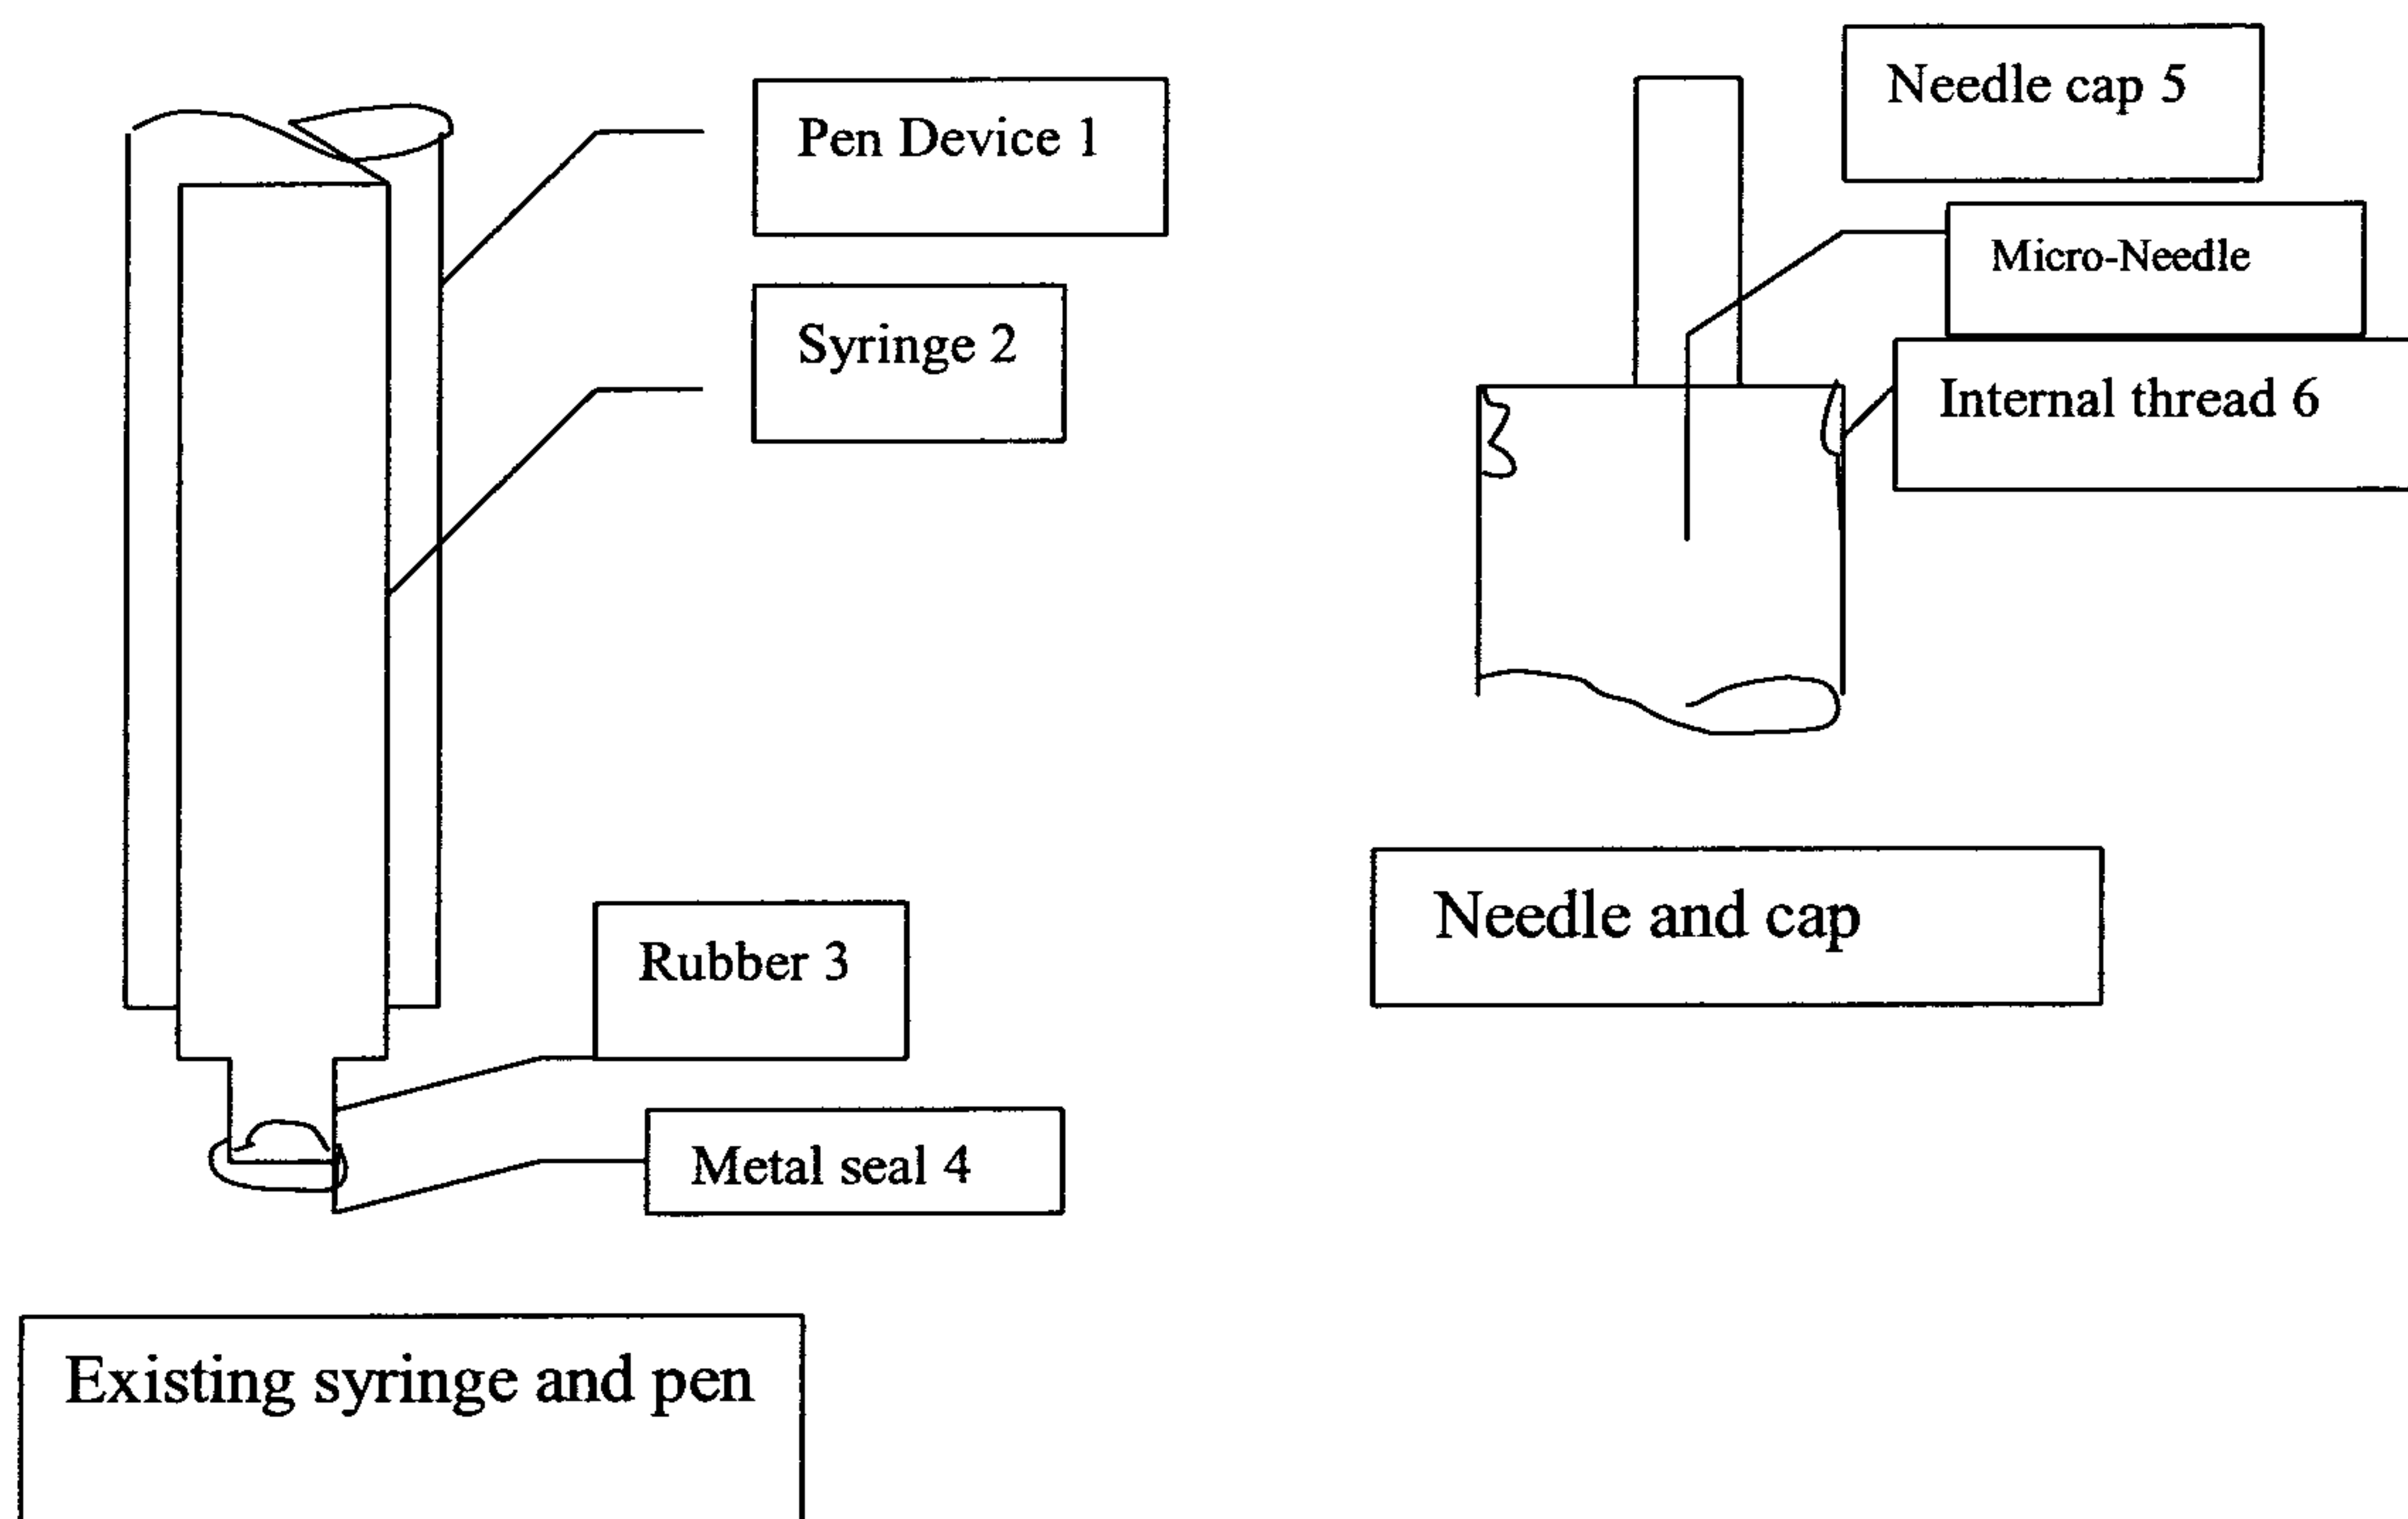 Pen Device 1
Syringe 2
Rubber 3
Metal seal 4
Existing syringe and pen
Needle cap 5
Micro-Needle
Internal thread 6
Needle and cap